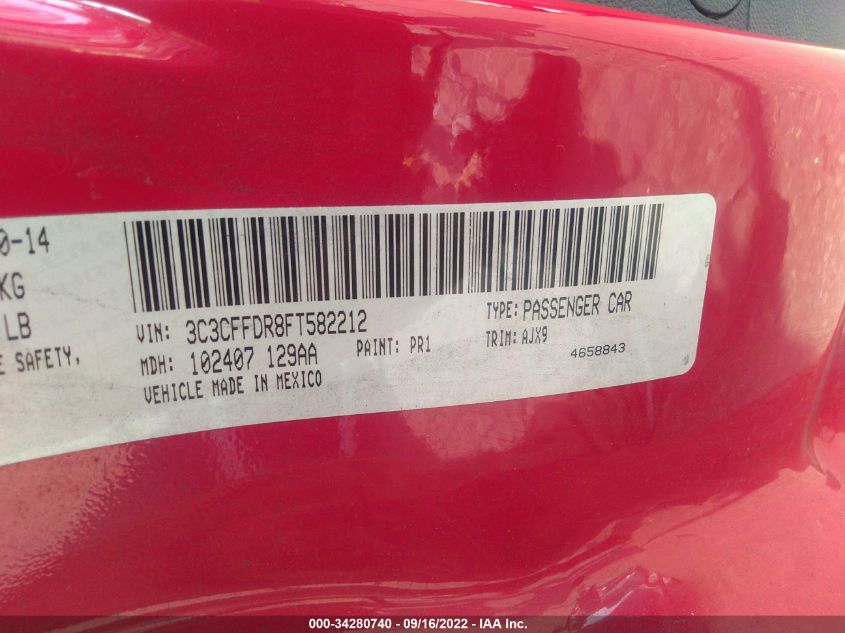 0-14
KG
LB
E SAFETY,
VIN: 3C3CFFDR8FT582212
TYPE: PASSENGER CAR
MDH: 102407 129AA
PAINT: PR1
TRIM: AJX9
VEHICLE MADE IN MEXICO
4658843
000-34280740 - 09/16/2022 - IAA Inc.